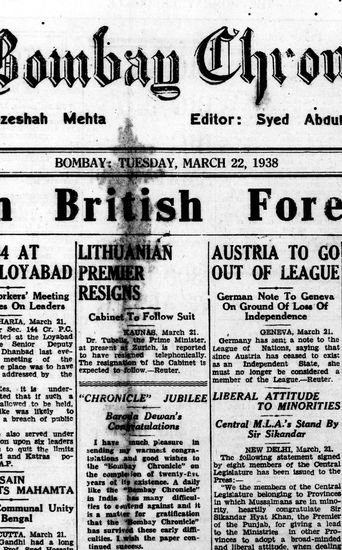 Bombay Chron
zeshah Mehta Editor: Syed Abdul
BOMBAY: TUESDAY, MARCH 22, 1938
n British Fore
4 AT
LOYABAD
orkers' Meeting
es On Leaders
HARIA, March 21.
r Sec. 144 Cr. P.C.
ated at the Loyabad
e Senior Deputy
Dhanbad last eve-
meeting of the
he place was to have
addressed by the
es, it is under-
ted that if such a
allowed to be held,
ke was likely to
a breach of public
e also served under
upon six leaders
to quit the limits
and Katras po-
A.P.
SAIN
TS MAHAMTA
ommunal Unity
Bengal
CUTTA, March 21.
Gandhi had a long
Prof. Syed Hossain
LITHUANIAN
PREMIER
RESIGNS
Cabinet To Follow Suit
KAUNAS, March 21.
Dr. Tubelis, the Prime Minister,
at present at Zurich, is reported
to have resigned telephonically.
The resignation of the Cabinet is
expected to follow.—Reuter.
"CHRONICLE" JUBILEE
Baroda Dewan's
Congratulations
I have much pleasure in
sending my warmest congra-
tulations and good wishes to
the "Bombay Chronicle" on
the completion of twenty-five
years of its existence. A daily
like the "Bombay Chronicle"
in India has many difficul-
ties to contend against and it
is a matter for gratification
that the "Bombay Chronicle"
has survived these early diffi-
culties. I wish the paper con-
tinued success.
AUSTRIA TO GO
OUT OF LEAGUE
German Note To Geneva
On Ground Of Loss Of
Independence
GENEVA, March 21.
Germany has sent a note to the
League of Nations, saying that
since Austria has ceased to exist
as an Independent State, she
must no longer be considered a
member of the League.—Reuter.
LIBERAL ATTITUDE
TO MINORITIES
Central M.L.A.'s Stand By
Sir Sikandar
NEW DELHI, March 21.
The following statement signed
by eight members of the Central
Legislature has been issued to the
Press:—
"We the members of the Central
Legislature belonging to Provinces
in which Mussalmans are in mino-
rity, heartily congratulate Sir
Sikandar Hyat Khan, the Premier
of the Punjab, for giving a lead
to the Ministries in other Pro-
vinces to adopt a broad-minded
and liberal attitude, when dealing